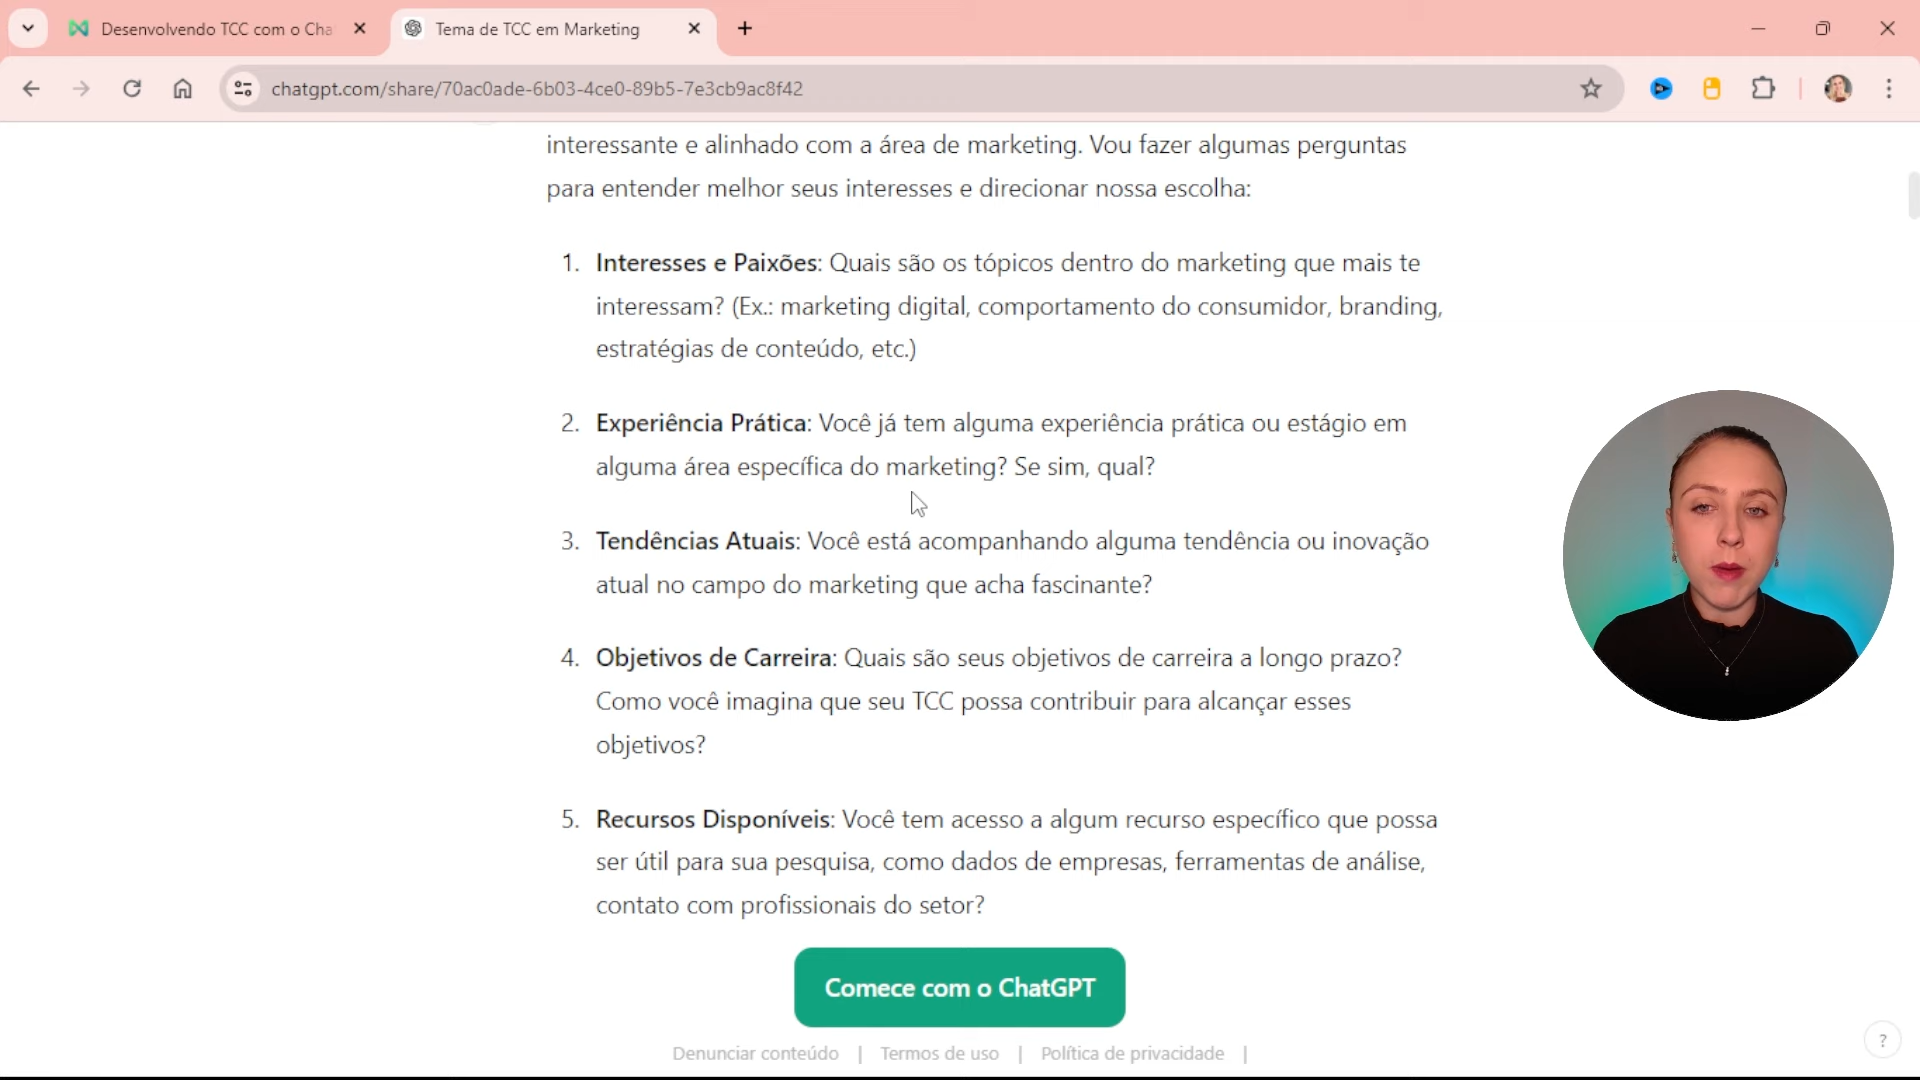 Desenvolvendo TCC com o Cha
Tema de TCC em Marketing
chatgpt.com/share/70ac0ade-6b03-4ce0-89b5-7e3cb9ac8f42
interessante e alinhado com a área de marketing. Vou fazer algumas perguntas
para entender melhor seus interesses e direcionar nossa escolha:
1. Interesses e Paixões: Quais são os tópicos dentro do marketing que mais te
interessam? (Ex.: marketing digital, comportamento do consumidor, branding,
estratégias de conteúdo, etc.)
2. Experiência Prática: Você já tem alguma experiência prática ou estágio em
alguma área específica do marketing? Se sim, qual?
3. Tendências Atuais: Você está acompanhando alguma tendência ou inovação
atual no campo do marketing que acha fascinante?
4. Objetivos de Carreira: Quais são seus objetivos de carreira a longo prazo?
Como você imagina que seu TCC possa contribuir para alcançar esses
objetivos?
5. Recursos Disponíveis: Você tem acesso a algum recurso específico que possa
ser útil para sua pesquisa, como dados de empresas, ferramentas de análise,
contato com profissionais do setor?
Comece com o ChatGPT
Denunciar conteúdo | Termos de uso | Política de privacidade |
?